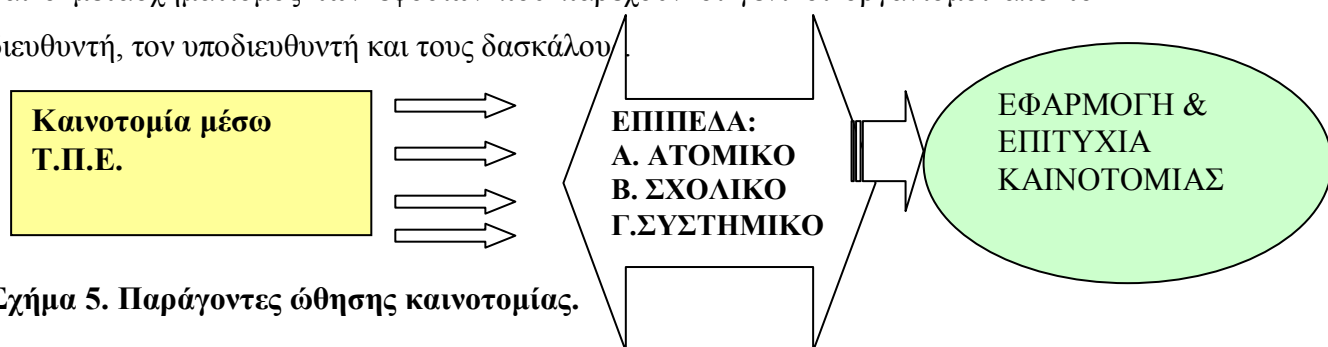 διευθυντή, τον υποδιευθυντή και τους δασκάλου
Καινοτομία μέσω
Τ.Π.Ε.
ΕΠΙΠΕΔΑ:
Α. ΑΤΟΜΙΚΟ
Β. ΣΧΟΛΙΚΟ
Γ.ΣΥΣΤΗΜΙΚΟ
ΕΦΑΡΜΟΓΗ &
ΕΠΙΤΥΧΙΑ
ΚΑΙΝΟΤΟΜΙΑΣ
Σχήμα 5. Παράγοντες ώθησης καινοτομίας.